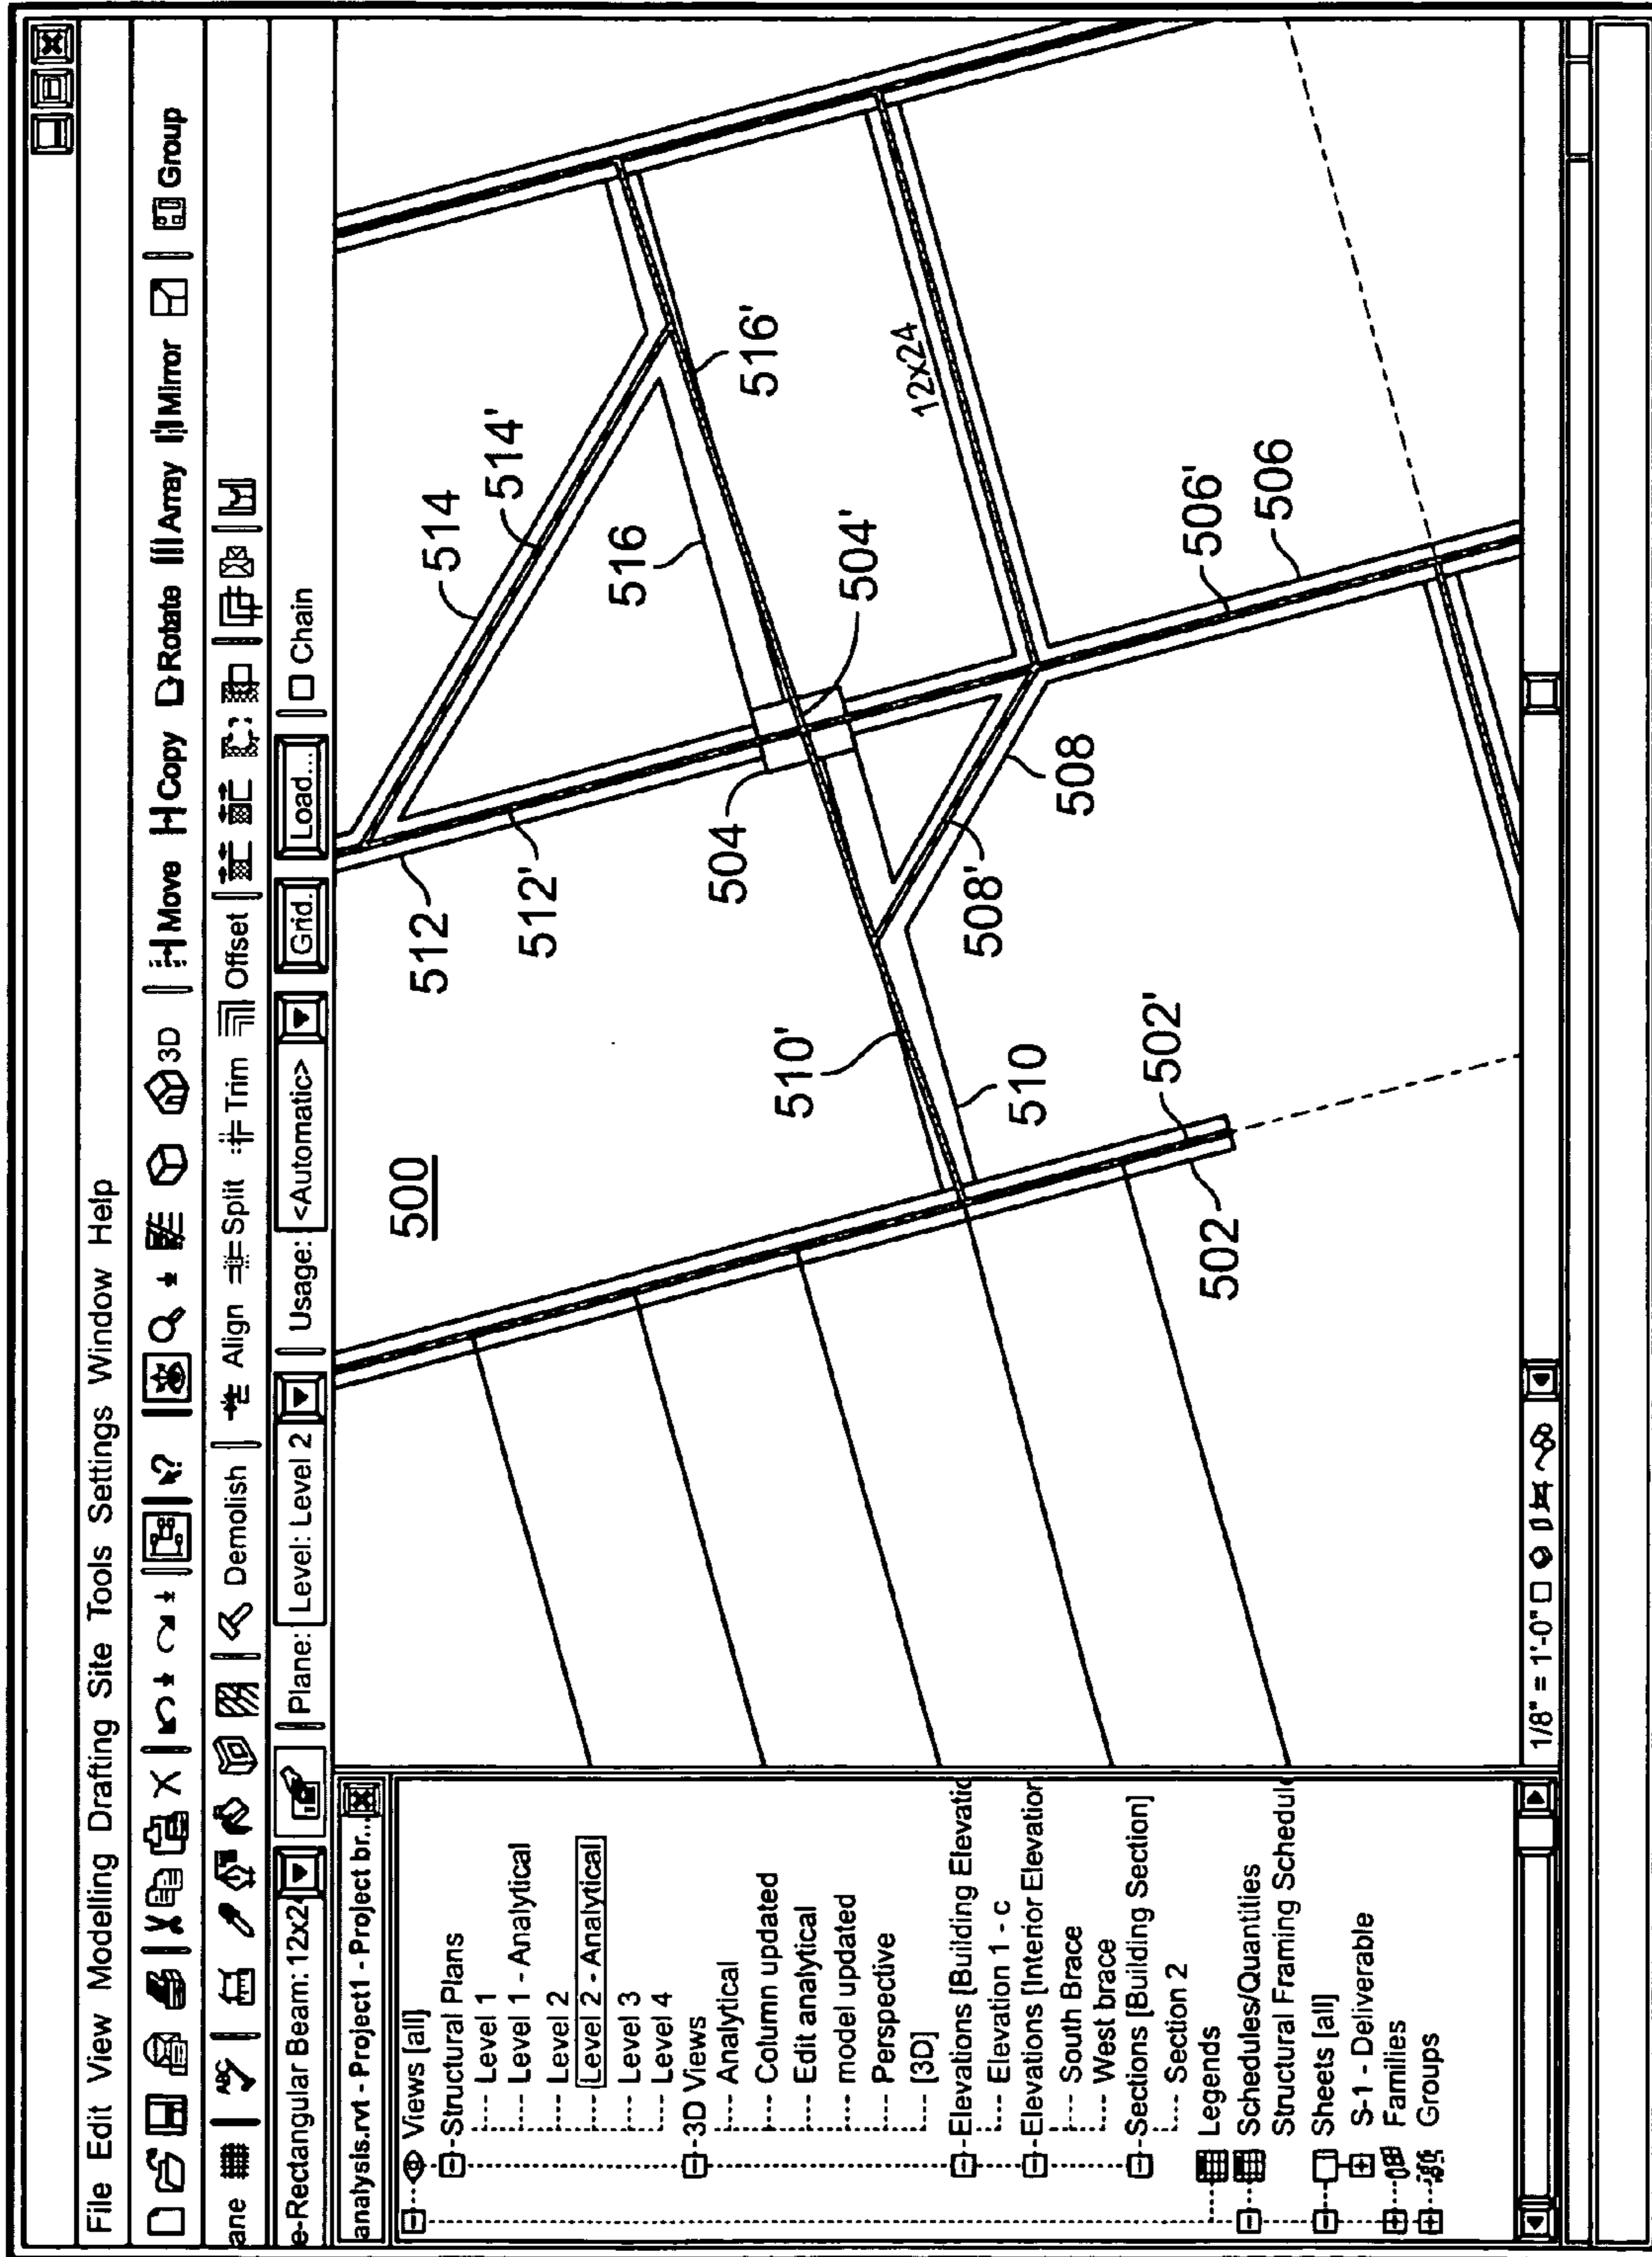 File Edit View Modelling Drafting Site Tools Settings Window Help
3D Move Copy Rotate Array Mirror Group
ane ABC Demolish Align Split Trim Offset
e-Rectangular Beam: 12x2 Plane: Level: Level 2 Usage: <Automatic> Grid. Load... Chain
analysis.rvt - Project1 - Project br...
Views [all]
Structural Plans
Level 1
Level 1 - Analytical
Level 2
Level 2 - Analytical
Level 3
Level 4
3D Views
Analytical
Column updated
Edit analytical
model updated
Perspective
[3D]
Elevations [Building Elevatio
Elevation 1 - c
Elevations [Interior Elevation
South Brace
West brace
Sections [Building Section]
Section 2
Legends
Schedules/Quantities
Structural Framing Schedule
Sheets [all]
S-1 - Deliverable
Families
Groups
500
512
512'
514
514'
516
516'
504
504'
12x24
510'
510
508'
508
506'
506
502
502'
1/8" = 1'-0"